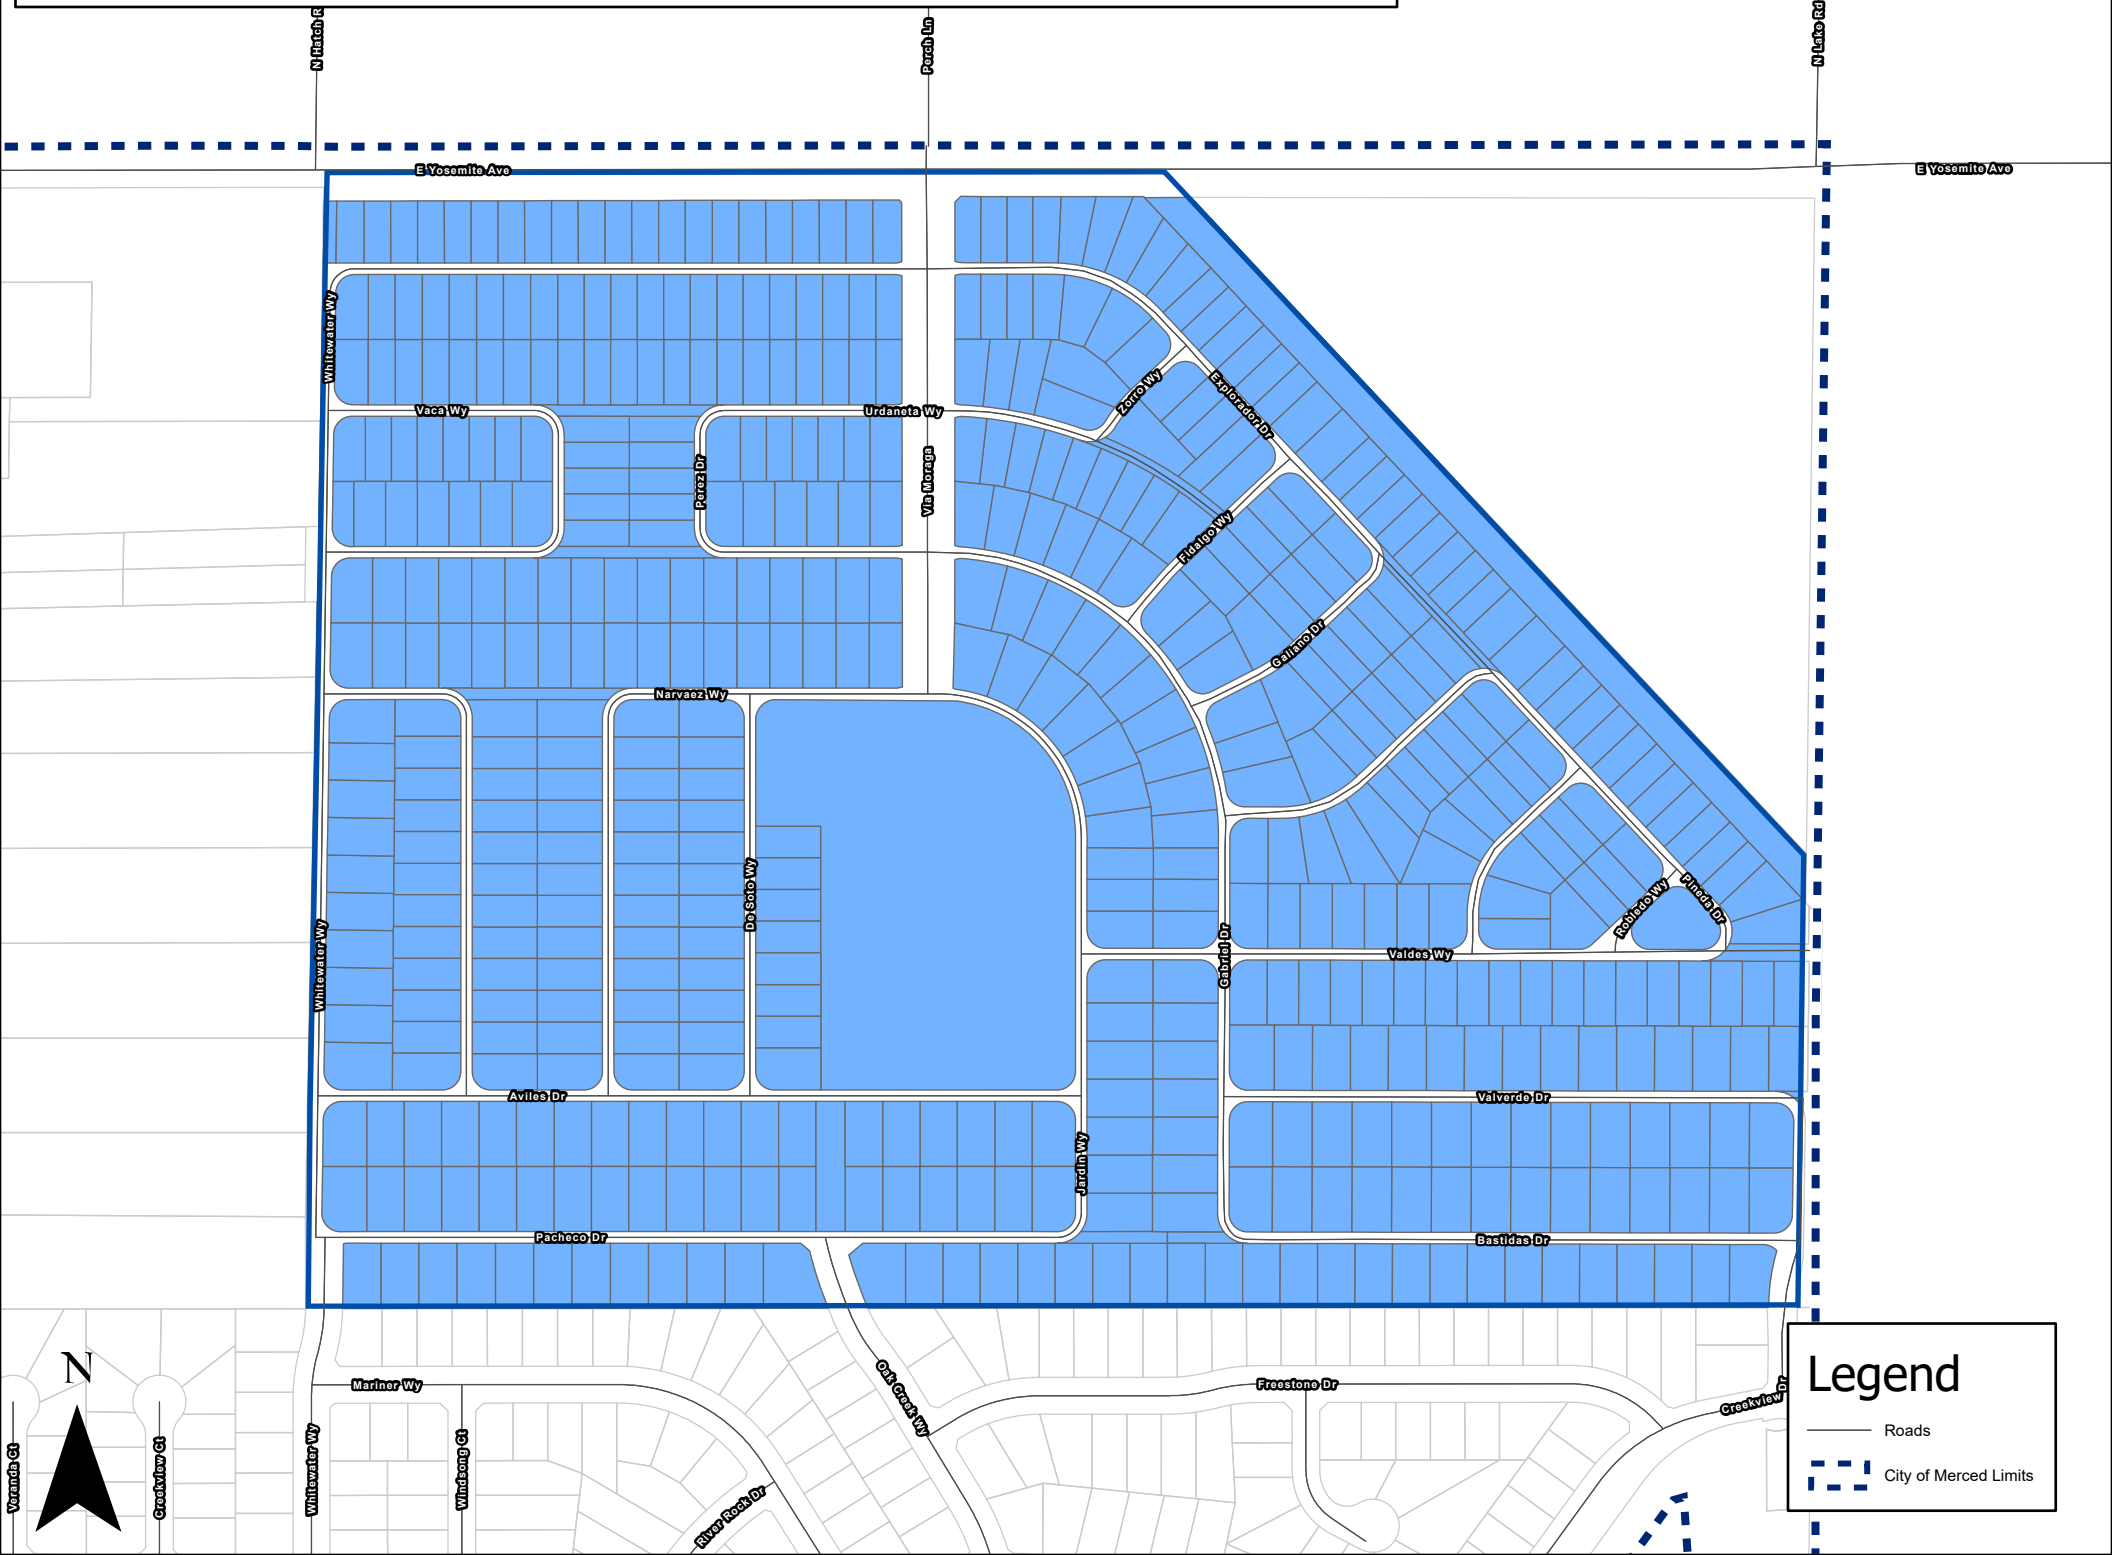 N Hatch R
Perch Ln
N Lake Rd
E Yosemite Ave
E Yosemite Ave
Whitewater Wy
Vaca Wy
Urdaneta Wy
Zorro Wy
Explorador Dr
Perez Dr
Via Moraga
Fidalgo Wy
Galiano Dr
Narvaez Wy
De Soto Wy
Whitewater Wy
Gabriel Dr
Valdes Wy
Robledo Wy
Pineda Dr
Aviles Dr
Valverde Dr
Jardin Wy
Pacheco Dr
Bastidas Dr
N
Mariner Wy
Oak Creek Wy
Freestone Dr
Creekview Dr
Veranda Ct
Creekview Ct
Whitewater Wy
Windsong Ct
River Rock Dr
Legend
Roads
City of Merced Limits